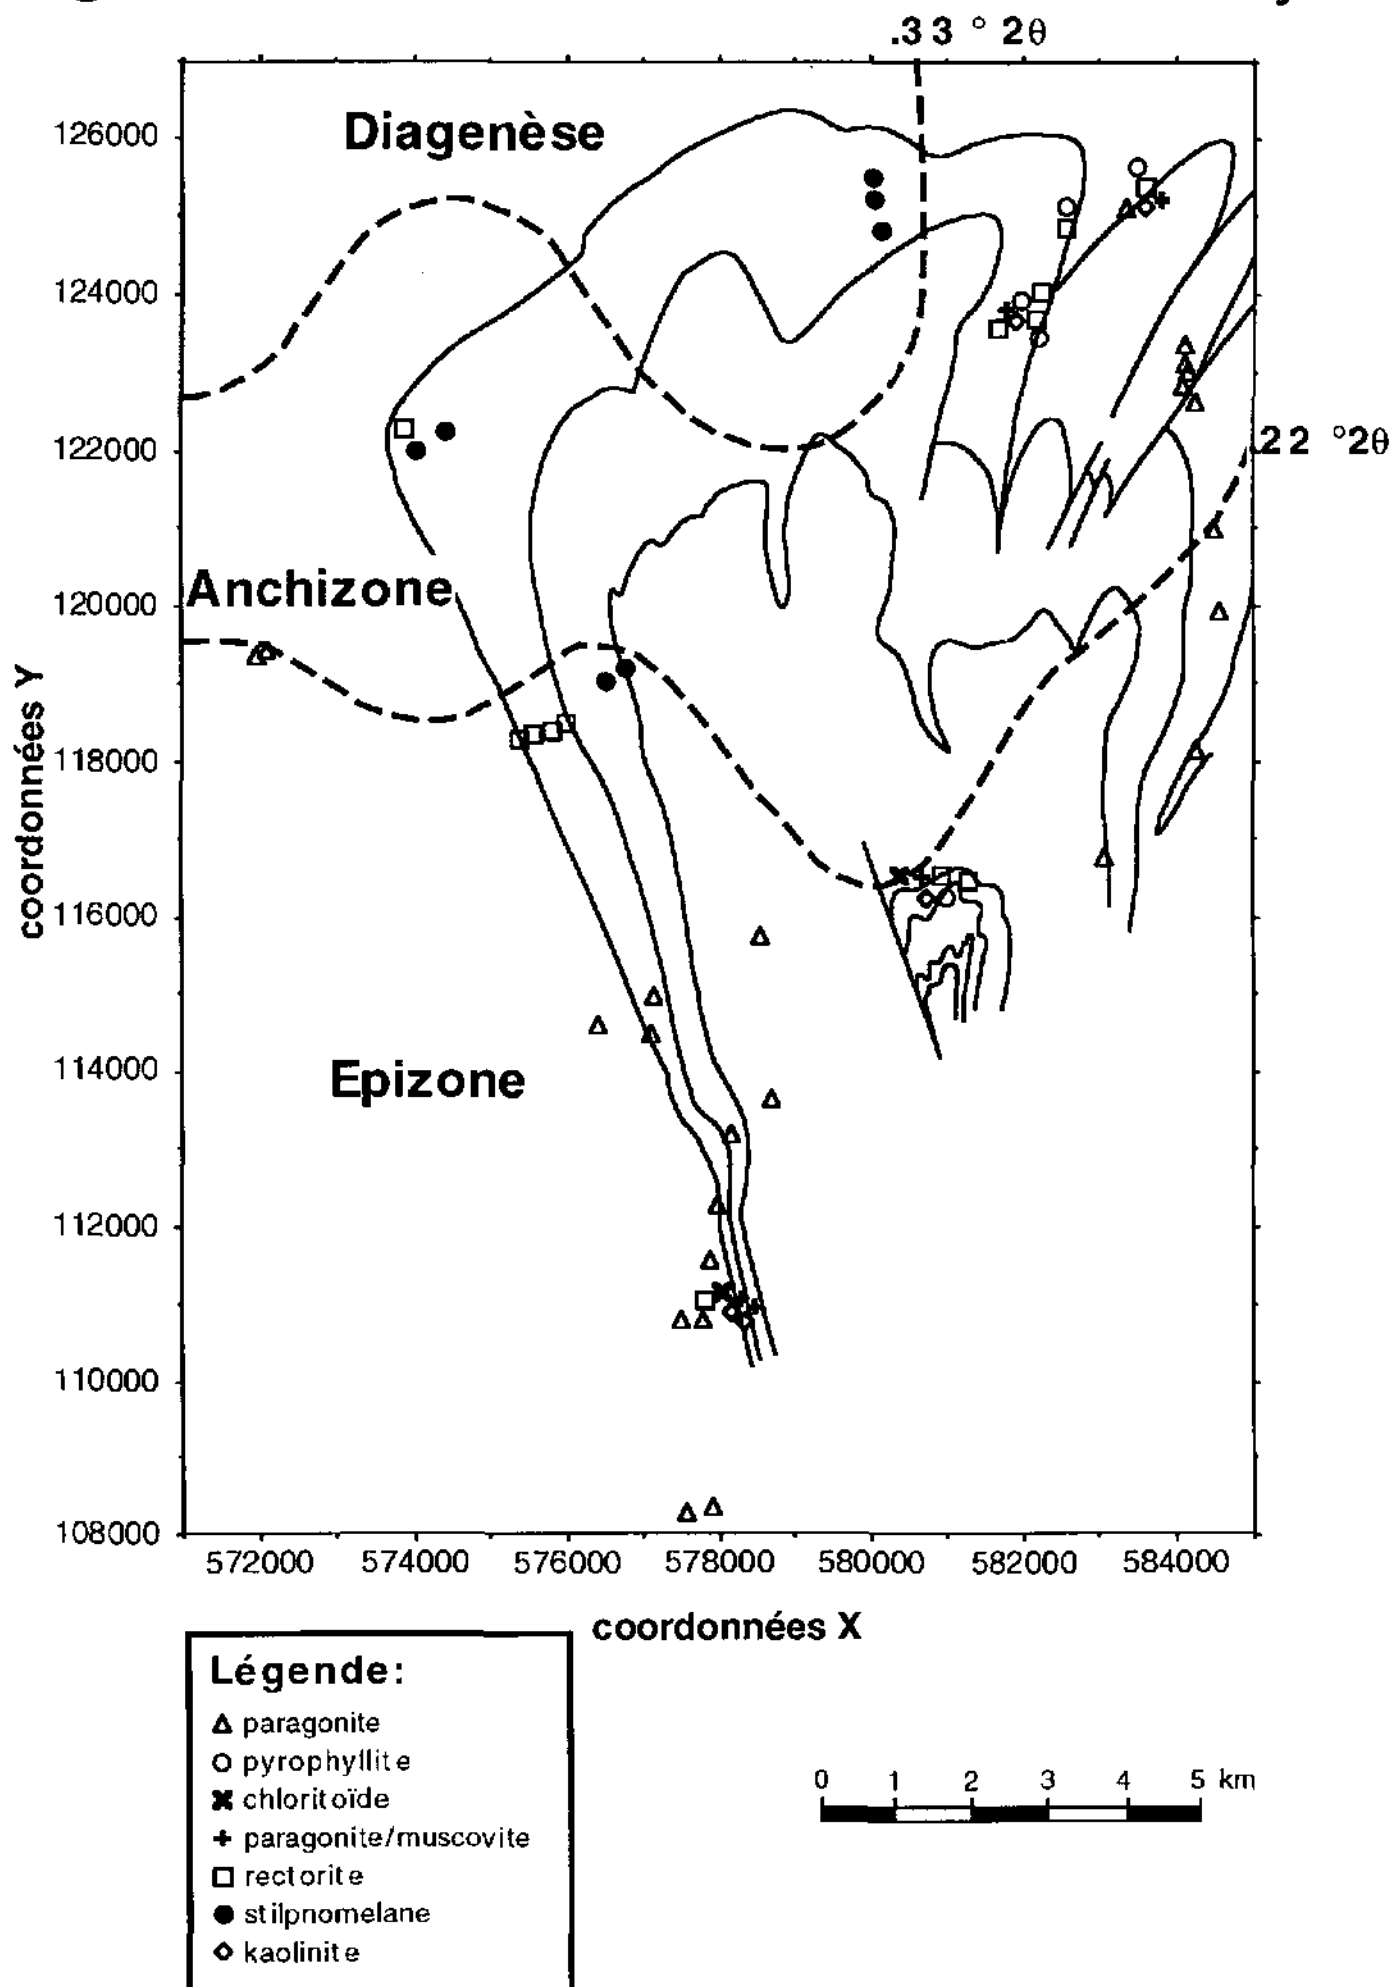 .33 ° 2θ
126000
Diagenèse
124000
122000
.22 °2θ
Anchizone
120000
118000
116000
Epizone
114000
112000
110000
108000
coordonnées Y
572000 574000 576000 578000 580000 582000 584000
coordonnées X
Légende:
paragonite
pyrophyllite
chloritoïde
paragonite/muscovite
rectorite
stilpnomelane
kaolinite
0 1 2 3 4 5 km